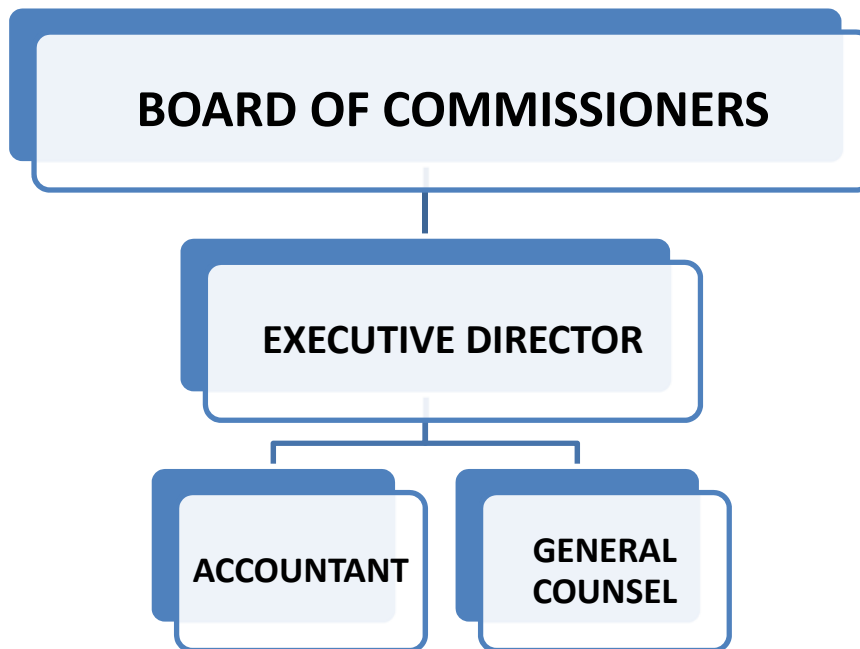 BOARD OF COMMISSIONERS
EXECUTIVE DIRECTOR
ACCOUNTANT
GENERAL
COUNSEL